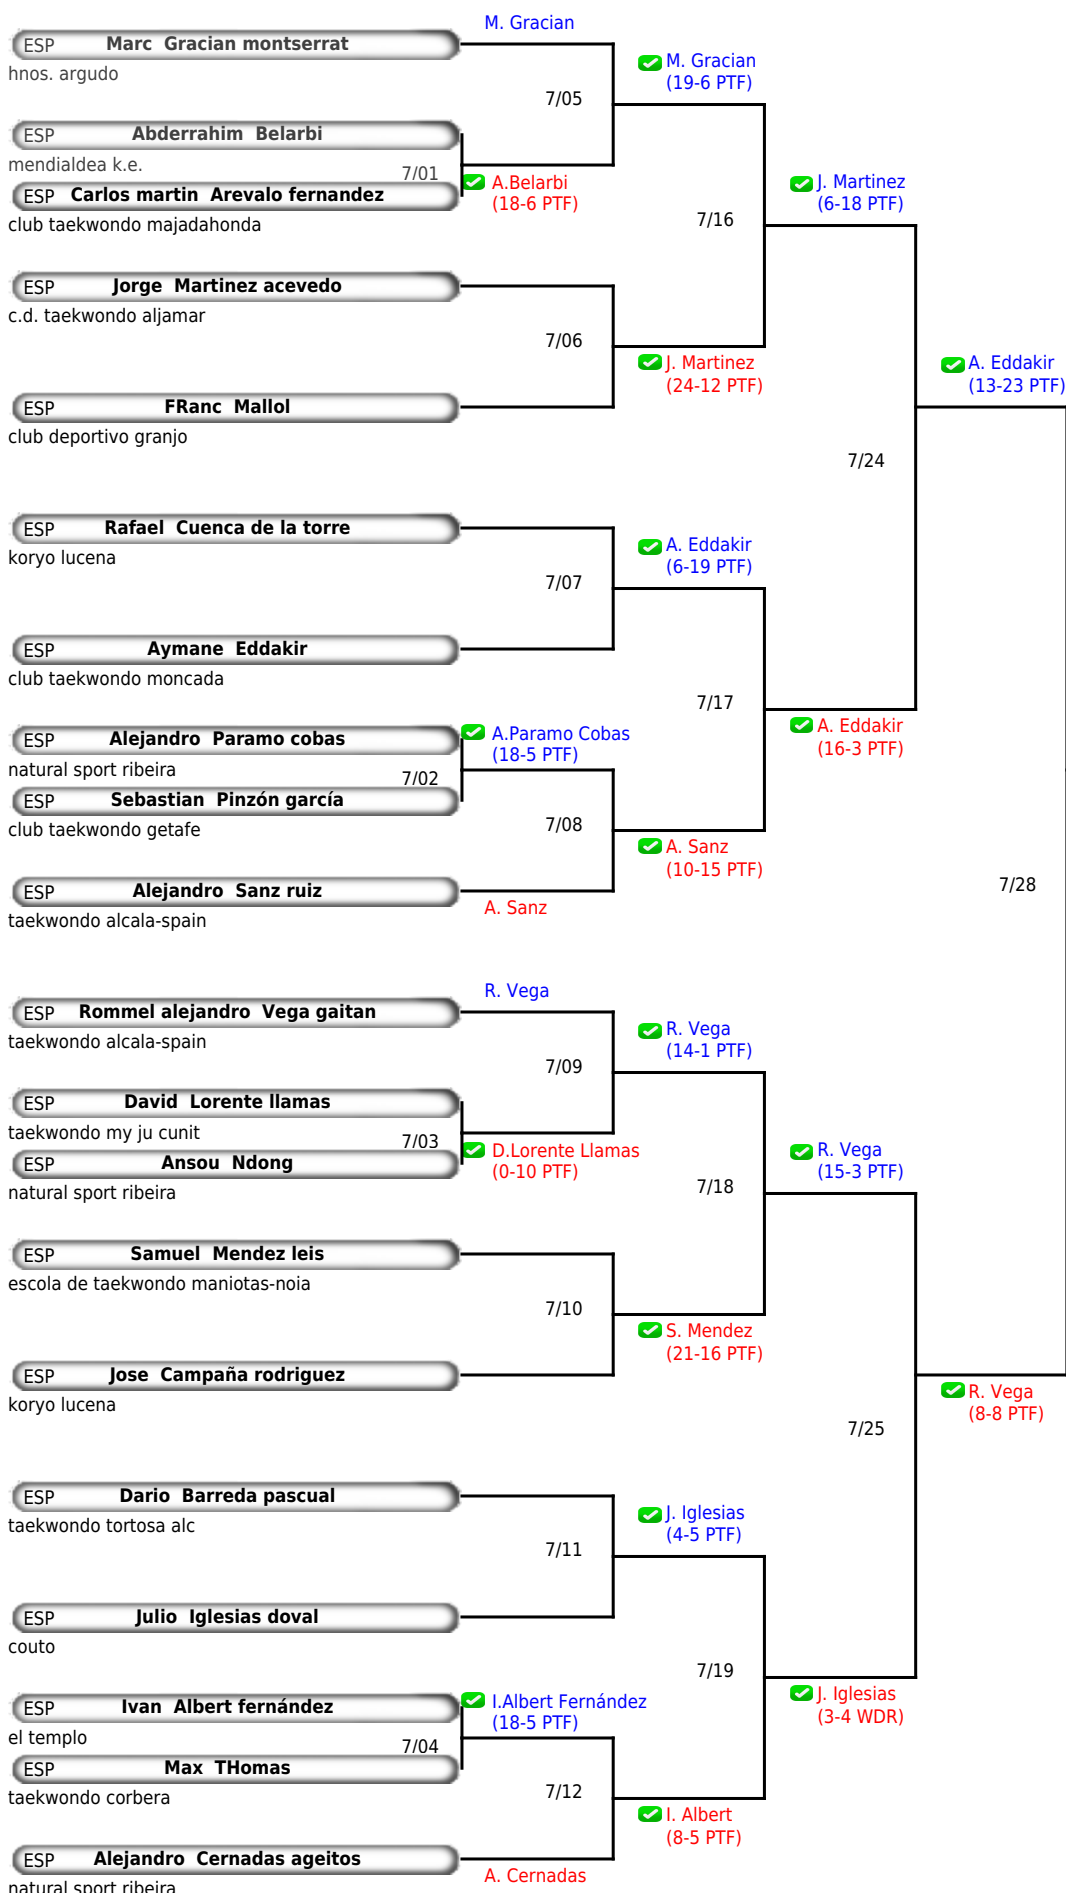 M. Gracian
ESP Marc Gracian montserrat
hnos. argudo
M. Gracian
(19-6 PTF)
7/05
ESP Abderrahim Belarbi
mendialdea k.e.
7/01
A.Belarbi
(18-6 PTF)
ESP Carlos martin Arevalo fernandez
club taekwondo majadahonda
J. Martinez
(6-18 PTF)
7/16
ESP Jorge Martinez acevedo
c.d. taekwondo aljamar
7/06
J. Martinez
(24-12 PTF)
A. Eddakir
(13-23 PTF)
ESP FRanc Mallol
club deportivo granjo
7/24
ESP Rafael Cuenca de la torre
koryo lucena
A. Eddakir
(6-19 PTF)
7/07
ESP Aymane Eddakir
club taekwondo moncada
7/17
A. Eddakir
(16-3 PTF)
ESP Alejandro Paramo cobas
natural sport ribeira
A.Paramo Cobas
(18-5 PTF)
7/02
ESP Sebastian Pinzón garcía
club taekwondo getafe
7/08
A. Sanz
(10-15 PTF)
ESP Alejandro Sanz ruiz
taekwondo alcala-spain
A. Sanz
7/28
R. Vega
ESP Rommel alejandro Vega gaitan
taekwondo alcala-spain
R. Vega
(14-1 PTF)
7/09
ESP David Lorente llamas
taekwondo my ju cunit
7/03
D.Lorente Llamas
(0-10 PTF)
ESP Ansou Ndong
natural sport ribeira
R. Vega
(15-3 PTF)
7/18
ESP Samuel Mendez leis
escola de taekwondo maniotas-noia
7/10
S. Mendez
(21-16 PTF)
ESP Jose Campaña rodriguez
koryo lucena
R. Vega
(8-8 PTF)
7/25
ESP Dario Barreda pascual
taekwondo tortosa alc
J. Iglesias
(4-5 PTF)
7/11
ESP Julio Iglesias doval
couto
7/19
J. Iglesias
(3-4 WDR)
ESP Ivan Albert fernández
el templo
I.Albert Fernández
(18-5 PTF)
7/04
ESP Max THomas
taekwondo corbera
7/12
I. Albert
(8-5 PTF)
ESP Alejandro Cernadas ageitos
natural sport ribeira
A. Cernadas